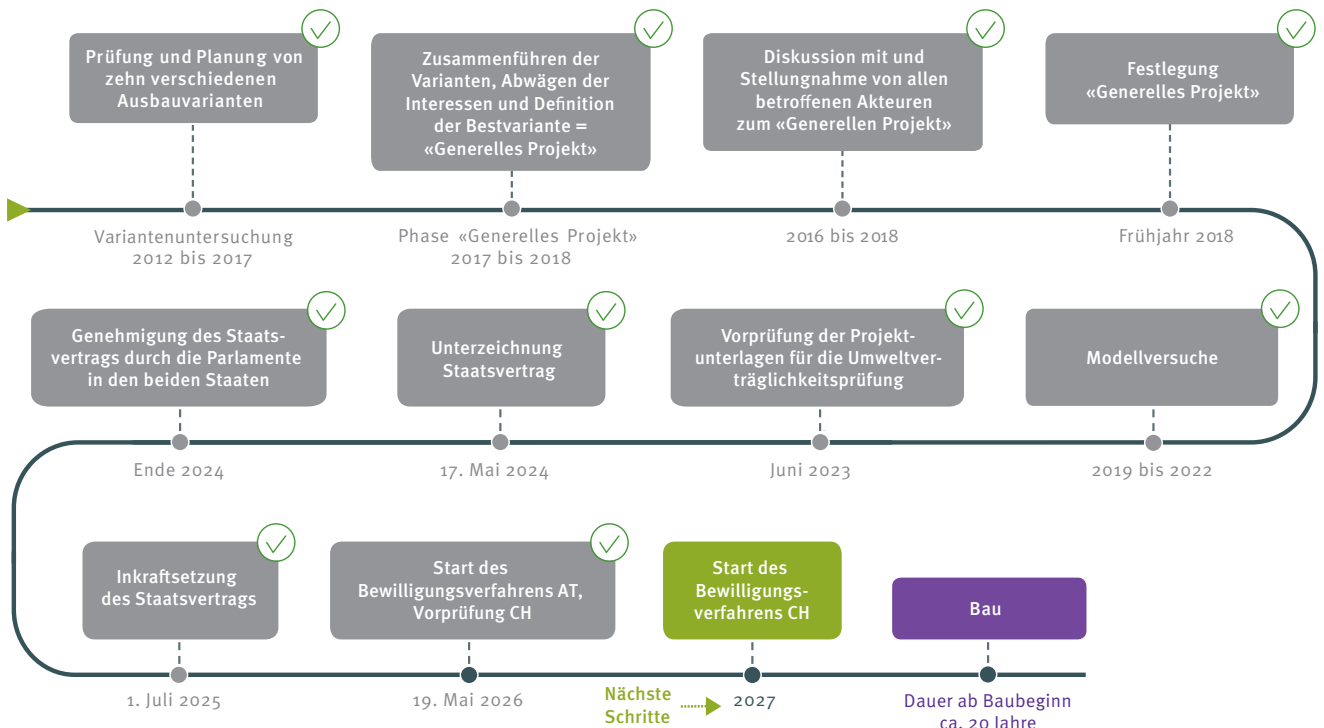 Prüfung und Planung von
zehn verschiedenen
Ausbauvarianten
Zusammenführen der
Varianten, Abwägen der
Interessen und Definition
der Bestvariante =
«Generelles Projekt»
Diskussion mit und
Stellungnahme von allen
betroffenen Akteuren
zum «Generellen Projekt»
Festlegung
«Generelles Projekt»
Variantenuntersuchung
2012 bis 2017
Phase «Generelles Projekt»
2017 bis 2018
2016 bis 2018
Frühjahr 2018
Genehmigung des Staats-
vertrags durch die Parlamente
in den beiden Staaten
Unterzeichnung
Staatsvertrag
Vorprüfung der Projekt-
unterlagen für die Umweltver-
träglichkeitsprüfung
Modellversuche
Ende 2024
17. Mai 2024
Juni 2023
2019 bis 2022
Inkraftsetzung
des Staatsvertrags
Start des
Bewilligungsverfahrens AT,
Vorprüfung CH
Start des
Bewilligungs-
verfahrens CH
Bau
1. Juli 2025
19. Mai 2026
Nächste
Schritte
2027
Dauer ab Baubeginn
ca. 20 Jahre